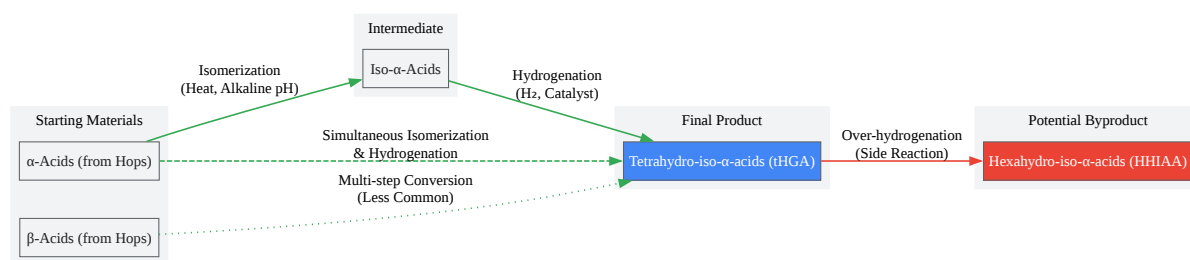 Intermediate
Iso-α-Acids
Isomerization
(Heat, Alkaline pH)
Hydrogenation
(H₂, Catalyst)
Starting Materials
α-Acids (from Hops)
β-Acids (from Hops)
Simultaneous Isomerization
& Hydrogenation
Multi-step Conversion
(Less Common)
Final Product
Tetrahydro-iso-α-acids (tHGA)
Over-hydrogenation
(Side Reaction)
Potential Byproduct
Hexahydro-iso-α-acids (HHIAA)